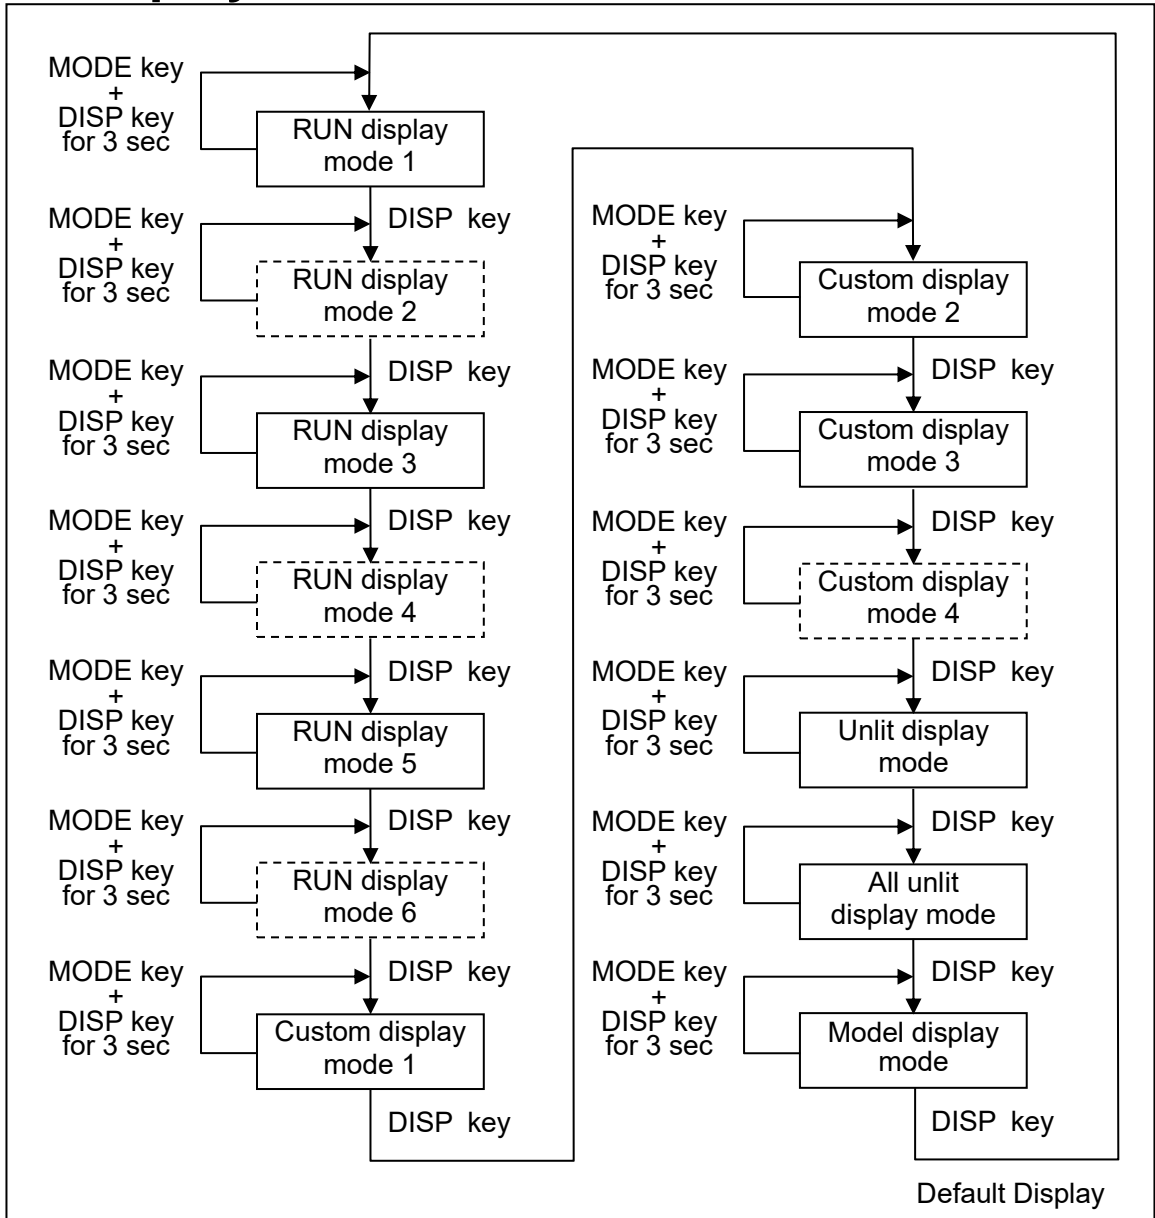 MODE key
+
DISP key
for 3 sec
RUN display
mode 1
DISP key
MODE key
+
DISP key
for 3 sec
RUN display
mode 2
DISP key
MODE key
+
DISP key
for 3 sec
RUN display
mode 3
DISP key
MODE key
+
DISP key
for 3 sec
RUN display
mode 4
DISP key
MODE key
+
DISP key
for 3 sec
RUN display
mode 5
DISP key
MODE key
+
DISP key
for 3 sec
RUN display
mode 6
DISP key
MODE key
+
DISP key
for 3 sec
Custom display
mode 1
DISP key
MODE key
+
DISP key
for 3 sec
Custom display
mode 2
DISP key
MODE key
+
DISP key
for 3 sec
Custom display
mode 3
DISP key
MODE key
+
DISP key
for 3 sec
Custom display
mode 4
DISP key
MODE key
+
DISP key
for 3 sec
Unlit display
mode
DISP key
MODE key
+
DISP key
for 3 sec
All unlit
display mode
DISP key
MODE key
+
DISP key
for 3 sec
Model display
mode
DISP key
Default Display